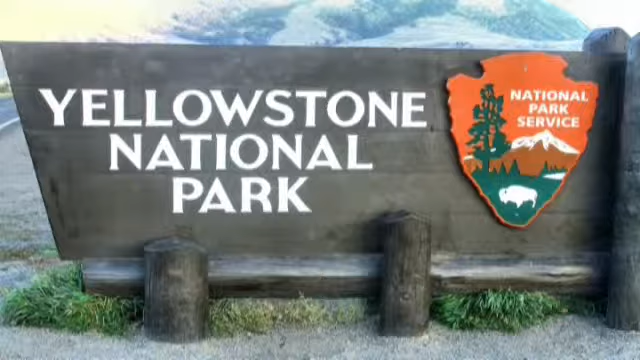 YELLOWSTONE
NATIONAL
PARK
NATIONAL
PARK
SERVICE